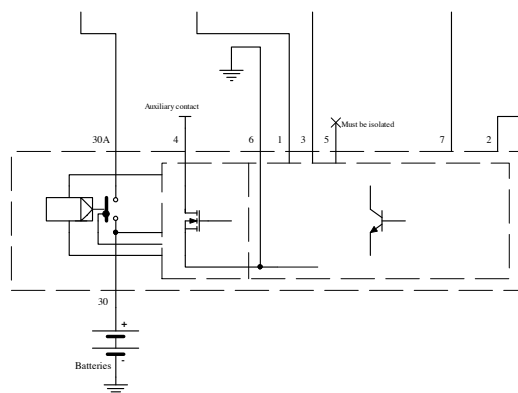 Auxiliary contact
Must be isolated
30A 4 6 1 3 5 7 2
30
+
Batteries -